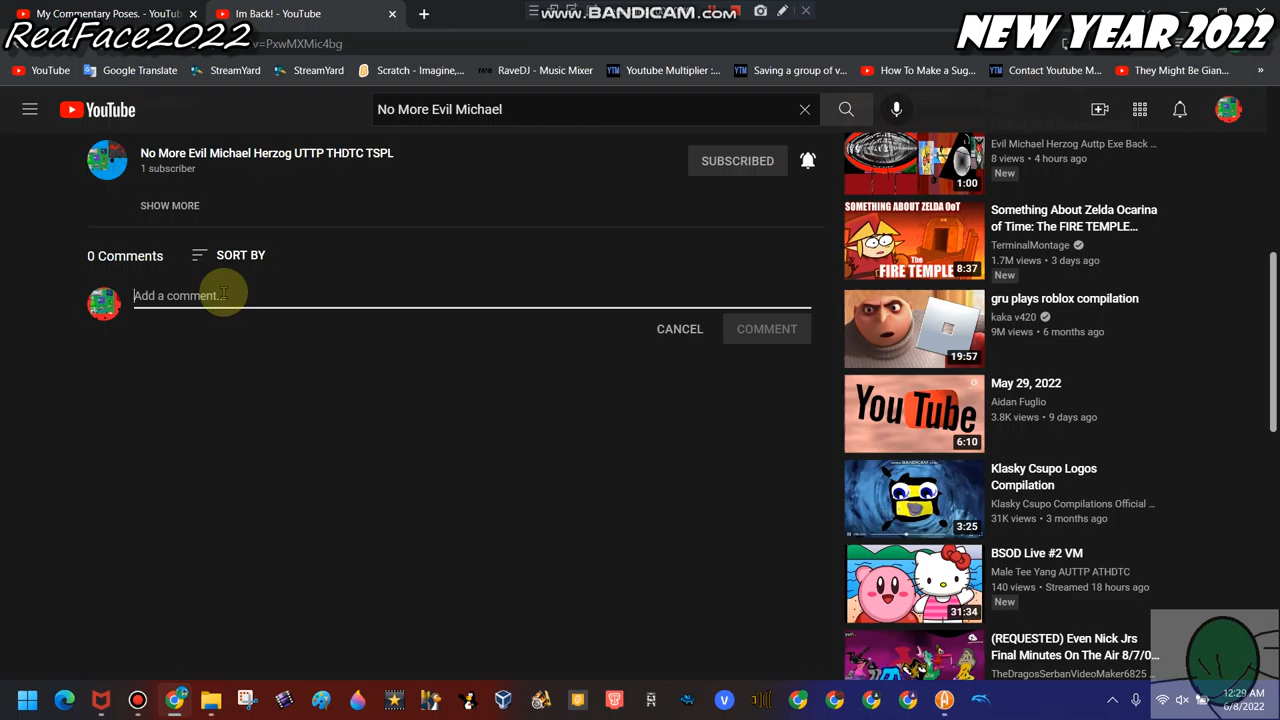 My Commentary Poses. - YouTu
Im Back! - YouTube
www.BANDICAM.com
RedFace2022
NEW YEAR 2022
v=PxwMXMic4bg
YouTube
Google Translate
StreamYard
StreamYard
Scratch - Imagine,...
RaveDJ - Music Mixer
Youtube Multiplier :...
Saving a group of v...
How To Make a Sug...
Contact Youtube M...
They Might Be Gian...
YouTube
No More Evil Michael
No More Evil Michael Herzog UTTP THDTC TSPL
1 subscriber
SUBSCRIBED
SHOW MORE
0 Comments
SORT BY
Add a comment...
CANCEL
COMMENT
Evil Michael Herzog Auttp Exe Back ...
8 views • 4 hours ago
New
1:00
SOMETHING ABOUT ZELDA OoT
The FIRE TEMPLE
8:37
Something About Zelda Ocarina
of Time: The FIRE TEMPLE...
TerminalMontage
1.7M views • 3 days ago
New
19:57
gru plays roblox compilation
kaka v420
9M views • 6 months ago
You Tube
6:10
May 29, 2022
Aidan Fuglio
3.8K views • 9 days ago
3:25
Klasky Csupo Logos
Compilation
Klasky Csupo Compilations Official ...
31K views • 3 months ago
31:34
BSOD Live #2 VM
Male Tee Yang AUTTP ATHDTC
140 views • Streamed 18 hours ago
New
(REQUESTED) Even Nick Jrs
Final Minutes On The Air 8/7/0...
TheDragosSerbanVideoMaker6825
12:29 AM
6/8/2022